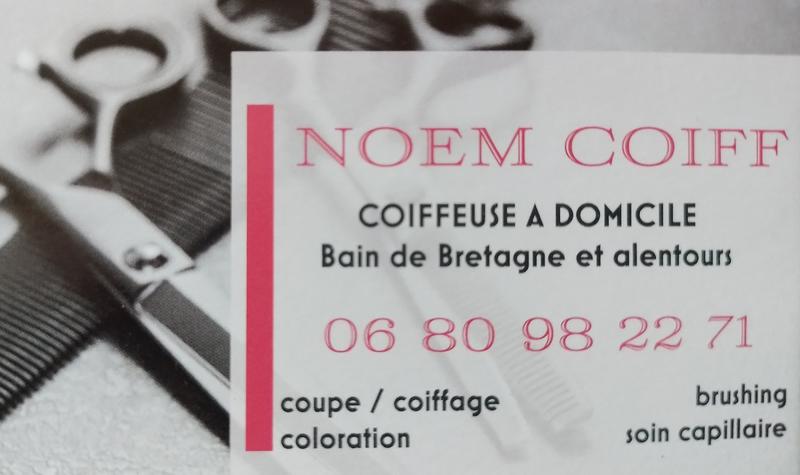 NOEM COIFF
COIFFEUSE A DOMICILE
Bain de Bretagne et alentours
06 80 98 22 71
coupe / coiffage
coloration
brushing
soin capillaire